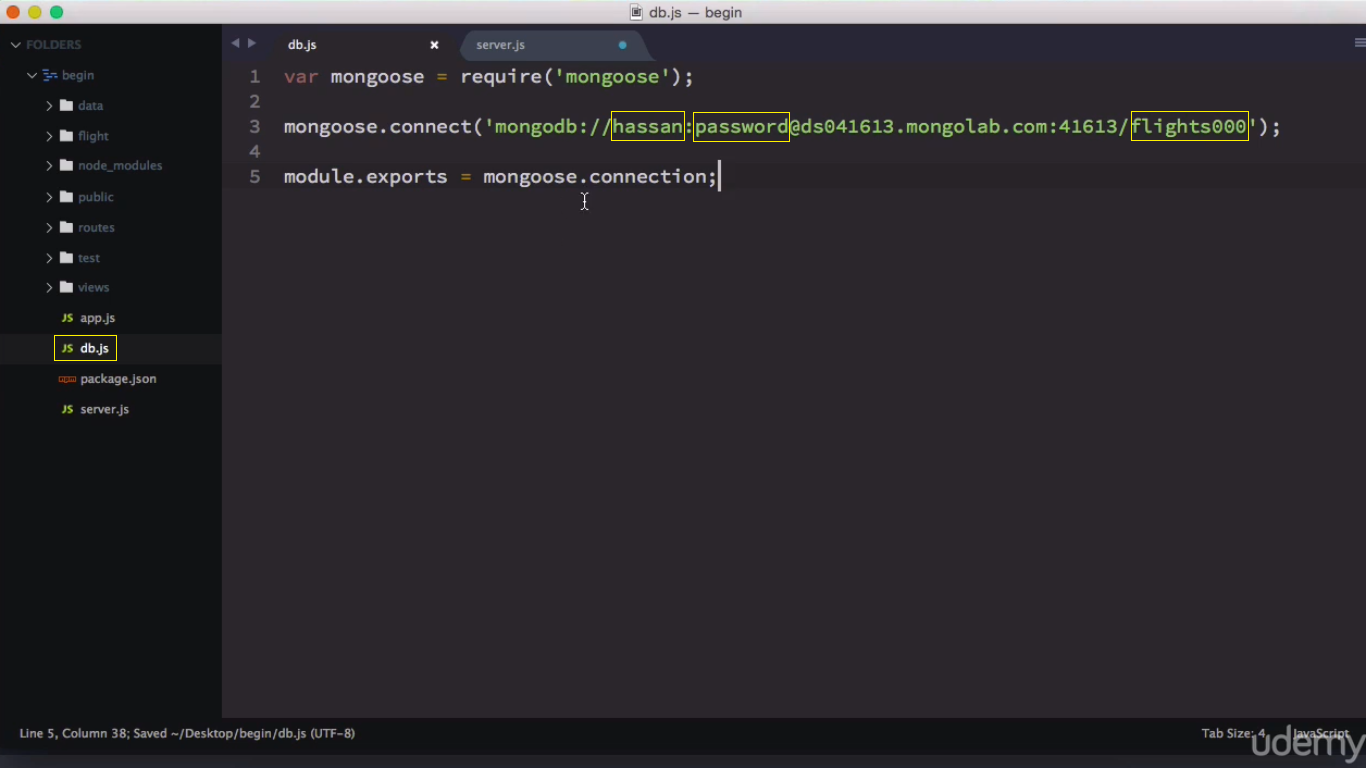 db.js — begin
FOLDERS
begin
data
flight
node_modules
public
routes
test
views
JS app.js
JS db.js
package.json
JS server.js
db.js
server.js
1 var mongoose = require('mongoose');
2
3 mongoose.connect('mongodb://hassan:password@ds041613.mongolab.com:41613/flights000');
4
5 module.exports = mongoose.connection;
Line 5, Column 38; Saved ~/Desktop/begin/db.js (UTF-8)
Tab Size: 4
JavaScript
udemy